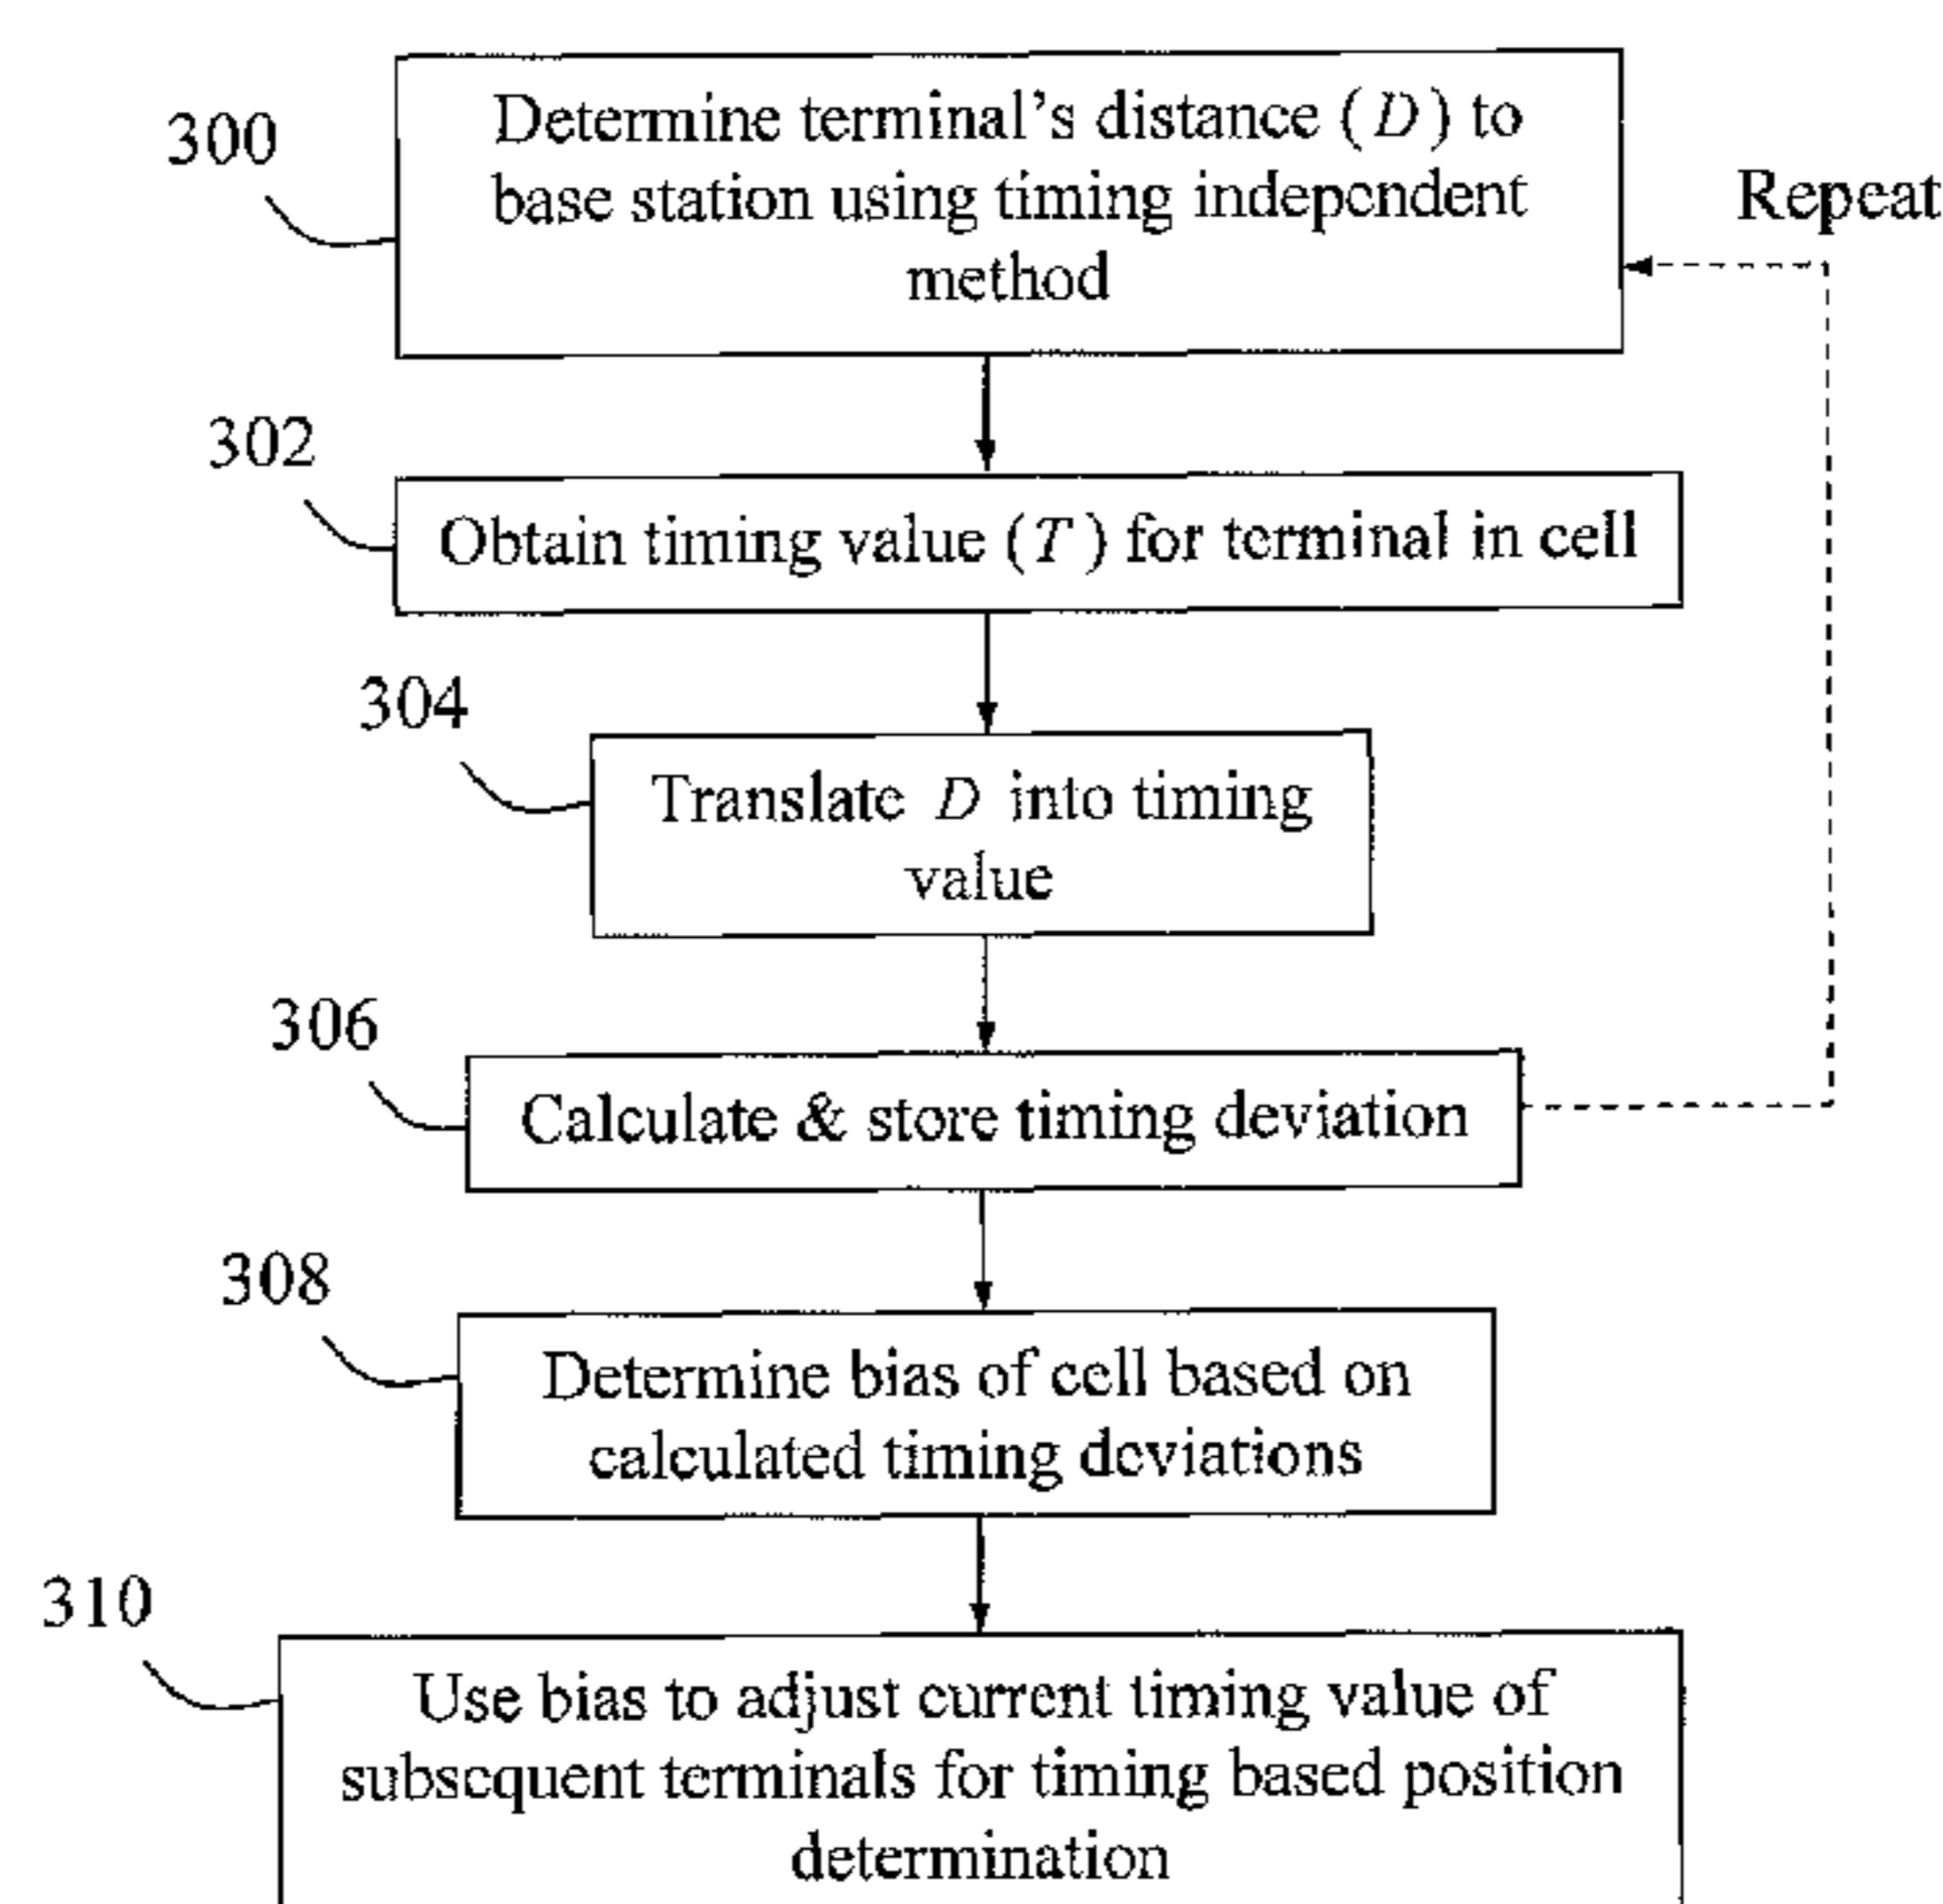 300
Determine terminal's distance (D) to
base station using timing independent
method
Repeat
302
Obtain timing value (T) for terminal in cell
304
Translate D into timing
value
306
Calculate & store timing deviation
308
Determine bias of cell based on
calculated timing deviations
310
Use bias to adjust current timing value of
subsequent terminals for timing based position
determination